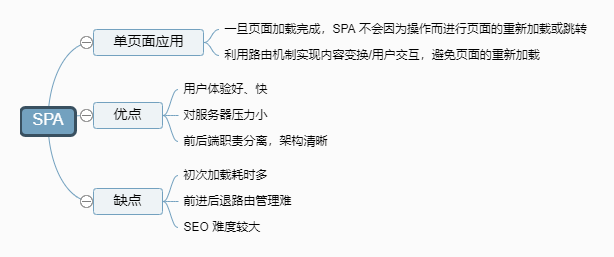 SPA
单页面应用
一旦页面加载完成，SPA 不会因为操作而进行页面的重新加载或跳转
利用路由机制实现内容变换/用户交互，避免页面的重新加载
优点
用户体验好、快
对服务器压力小
前后端职责分离，架构清晰
缺点
初次加载耗时多
前进后退路由管理难
SEO 难度较大